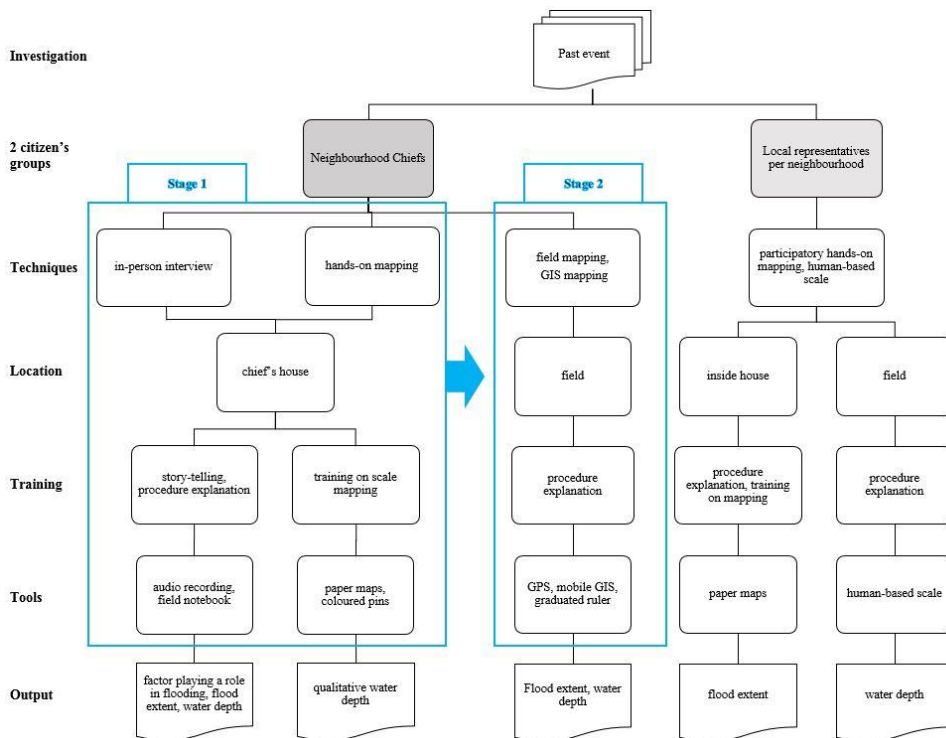 Investigation
Past event
2 citizen's
groups
Neighbourhood Chiefs
Local representatives
per neighbourhood
Stage 1
Stage 2
Techniques
in-person interview
hands-on mapping
field mapping,
GIS mapping
participatory hands-on
mapping, human-based
scale
Location
chief's house
field
inside house
field
Training
story-telling,
procedure explanation
training on scale
mapping
procedure
explanation
procedure
explanation, training
on mapping
procedure
explanation
Tools
audio recording,
field notebook
paper maps,
coloured pins
GPS, mobile GIS,
graduated ruler
paper maps
human-based scale
Output
factor playing a role
in flooding, flood
extent, water depth
qualitative water
depth
Flood extent, water
depth
flood extent
water depth